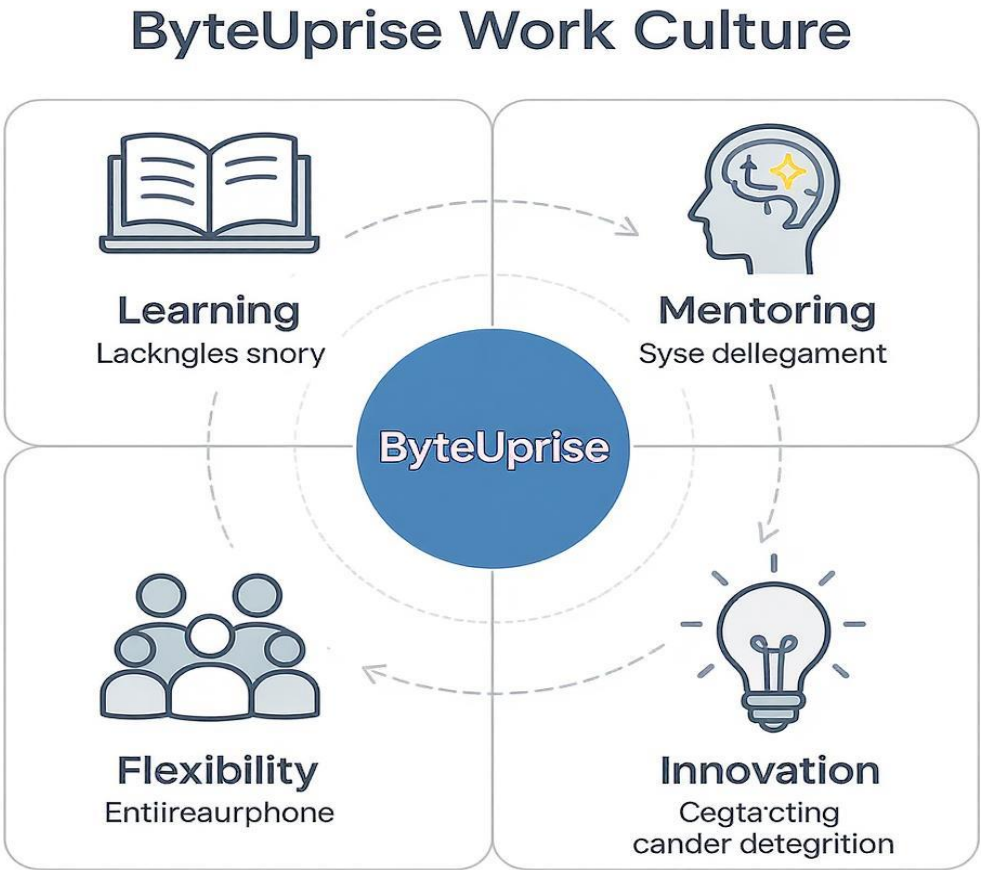 ByteUprise Work Culture
Learning
Lackngles snory
Mentoring
Syse dellegament
ByteUprise
Flexibility
Entiireaurphone
Innovation
Cegta·cting
cander detegrition